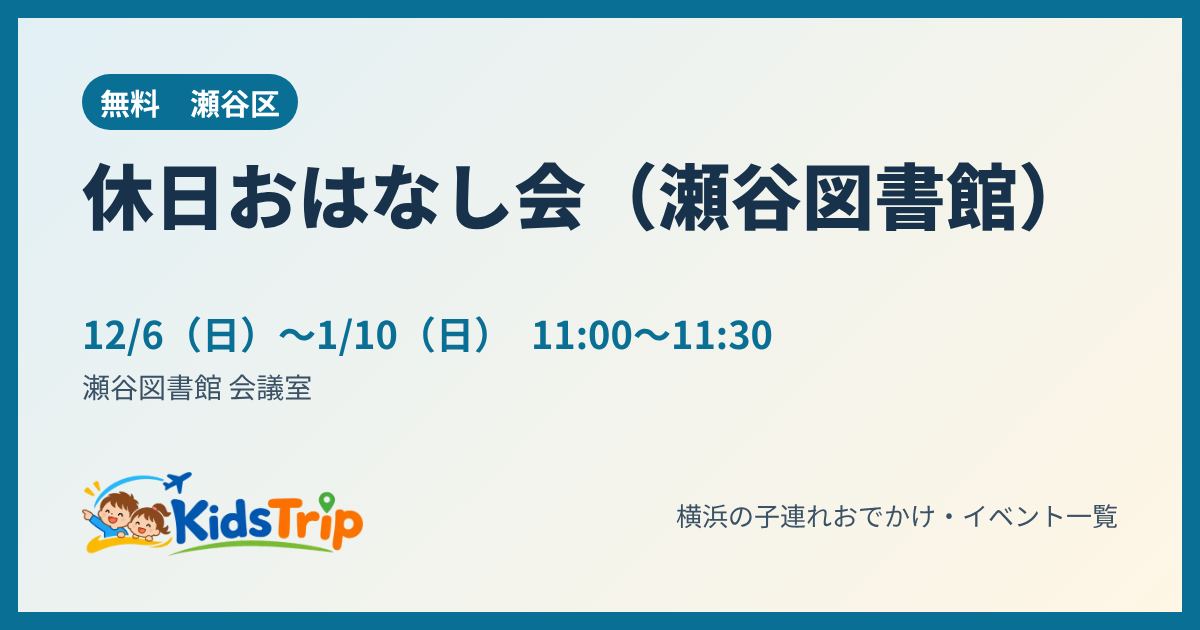 無料　瀬谷区
休日おはなし会（瀬谷図書館）
12/6（日）〜1/10（日）　11:00〜11:30
瀬谷図書館 会議室
KidsTrip
横浜の子連れおでかけ・イベント一覧